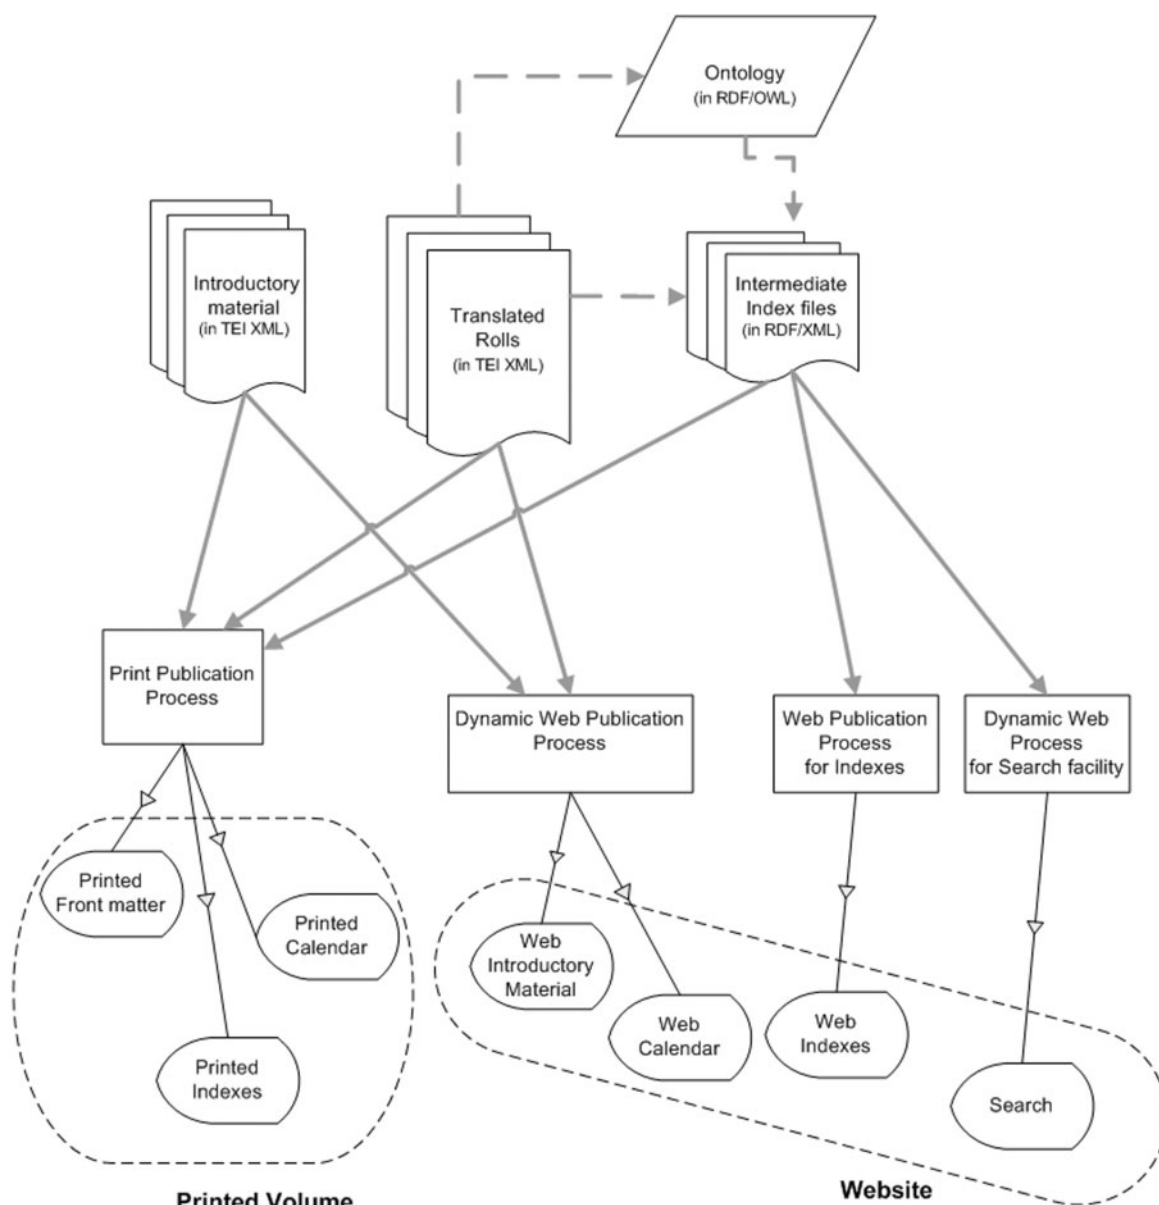 Ontology
(in RDF/OWL)
Introductory
material
(in TEI XML)
Translated
Rolls
(in TEI XML)
Intermediate
Index files
(in RDF/XML)
Print Publication
Process
Dynamic Web Publication
Process
Web Publication
Process
for Indexes
Dynamic Web
Process
for Search facility
Printed
Front matter
Printed
Calendar
Printed
Indexes
Web
Introductory
Material
Web
Calendar
Web
Indexes
Search
Printed Volume
Website